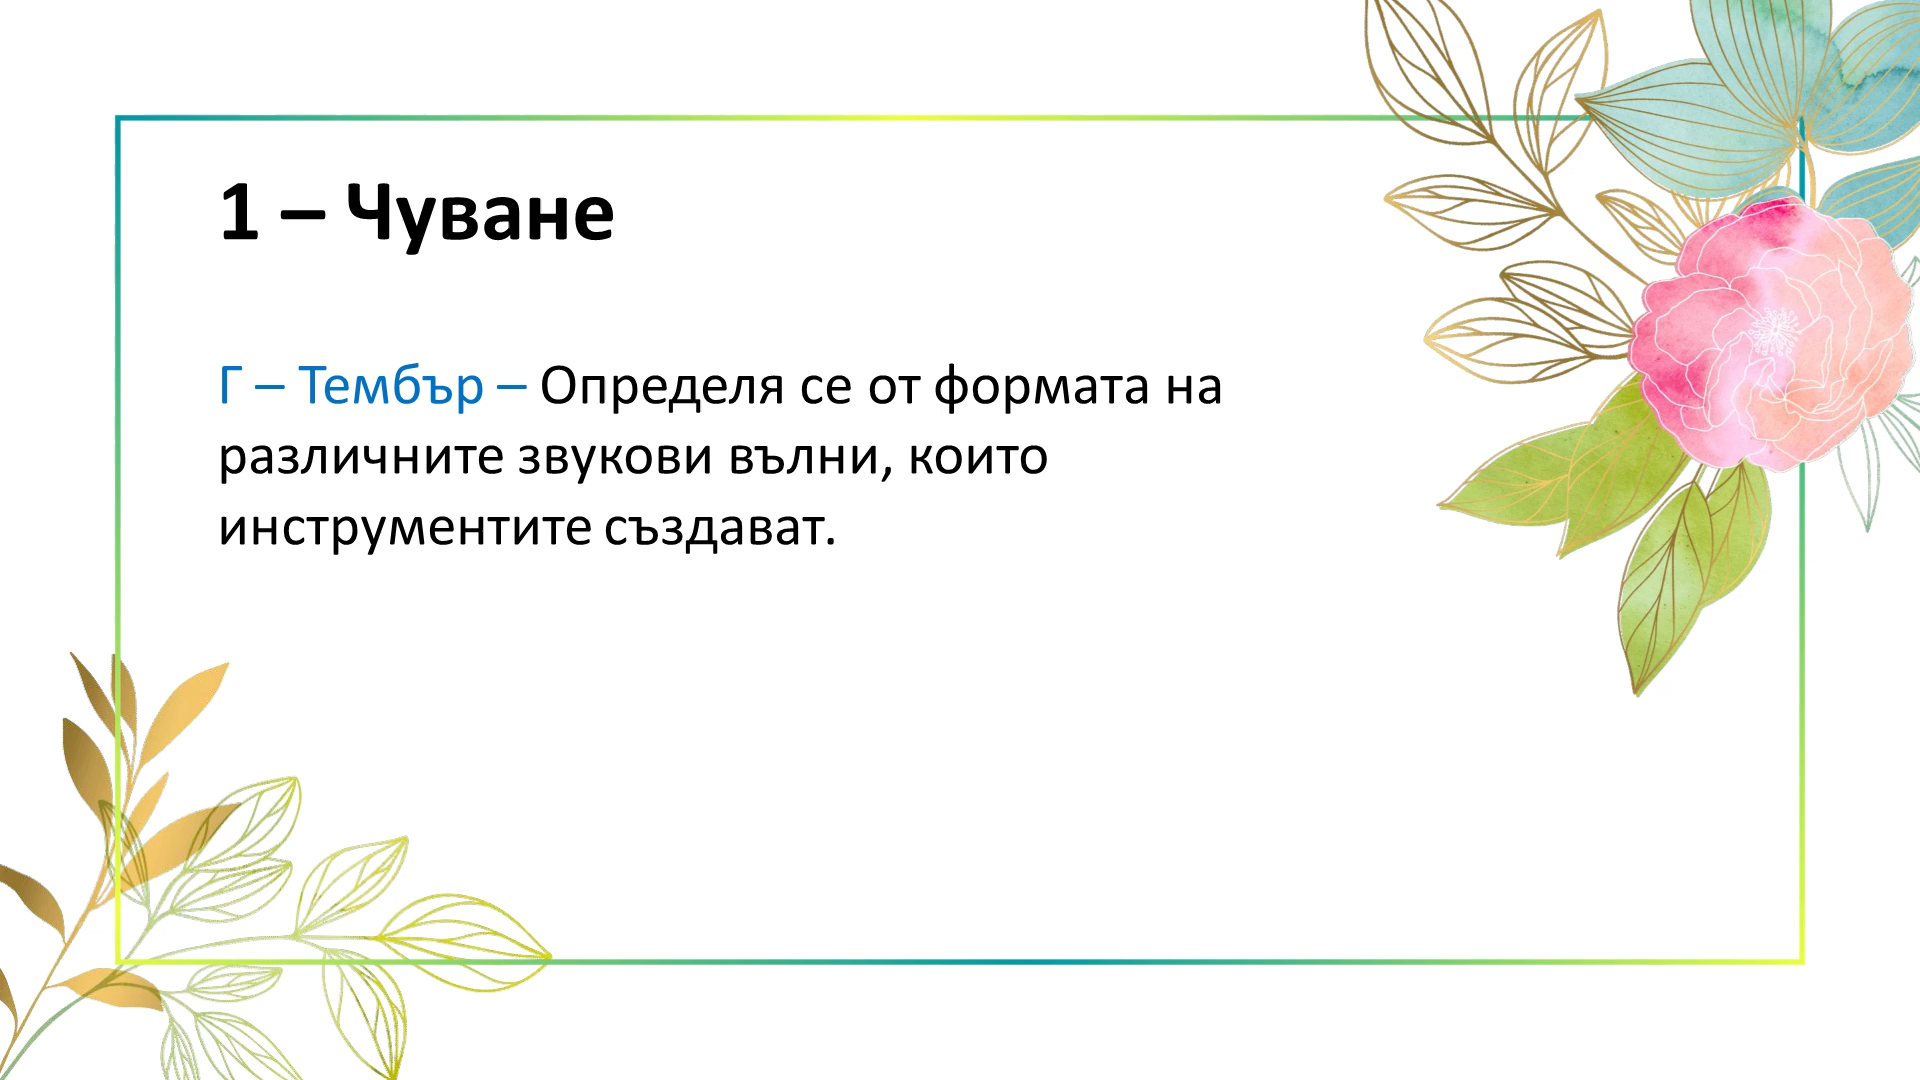 1 – Чуване
Г – Тембър – Определя се от формата на
различните звукови вълни, които
инструментите създават.